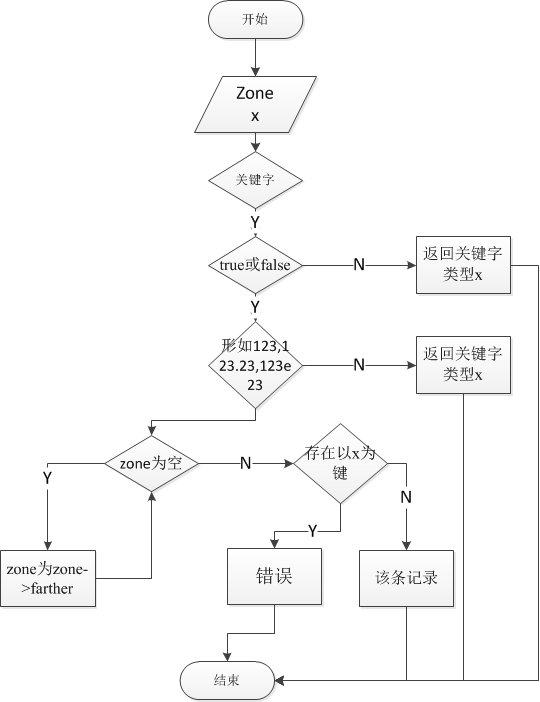 开始
Zone
x
关键字
Y
true或false
N
返回关键字
类型x
Y
形如123,1
23.23,123e
23
N
返回关键字
类型x
zone为空
N
存在以x为
键
Y
N
Y
zone为zone-
>farther
错误
该条记录
结束